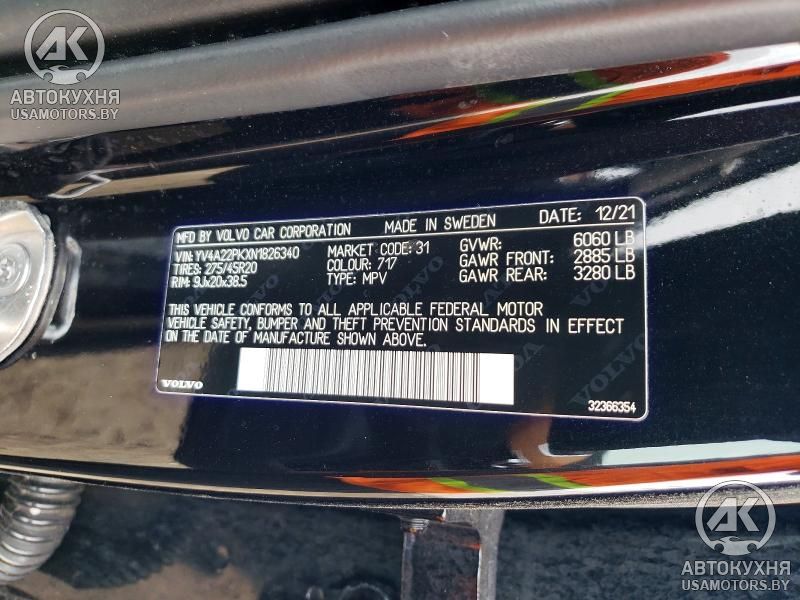 AK
АВТОКУХНЯ
USAMOTORS.BY
MFD BY VOLVO CAR CORPORATION MADE IN SWEDEN DATE: 12/21
VIN: YV4A22PKXN1826340 MARKET CODE: 31 GVWR: 6060 LB
TIRES: 275/45R20 COLOUR: 717 GAWR FRONT: 2885 LB
RIM: 9Jx20x38.5 TYPE: MPV GAWR REAR: 3280 LB
THIS VEHICLE CONFORMS TO ALL APPLICABLE FEDERAL MOTOR
VEHICLE SAFETY, BUMPER AND THEFT PREVENTION STANDARDS IN EFFECT
ON THE DATE OF MANUFACTURE SHOWN ABOVE.
VOLVO
32366354
AK
АВТОКУХНЯ
USAMOTORS.BY